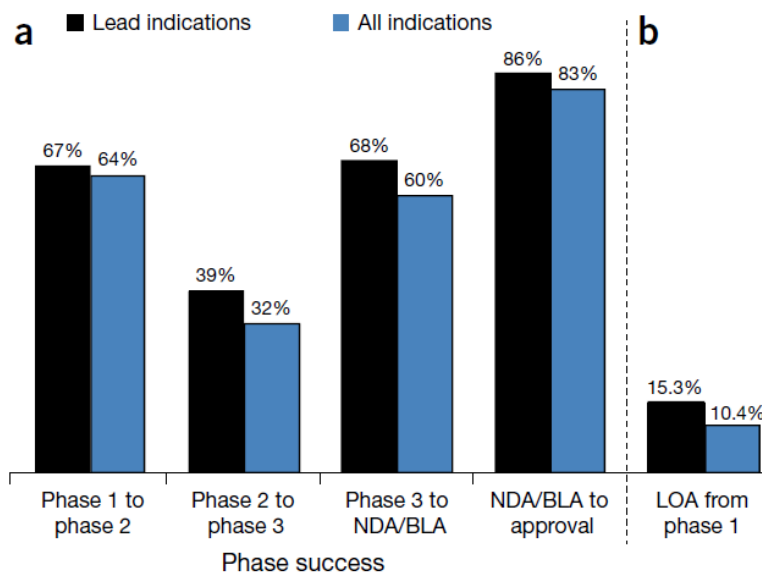 a
Lead indications
All indications
b
67%
64%
39%
32%
68%
60%
86%
83%
15.3%
10.4%
Phase 1 to
phase 2
Phase 2 to
phase 3
Phase 3 to
NDA/BLA
NDA/BLA to
approval
LOA from
phase 1
Phase success